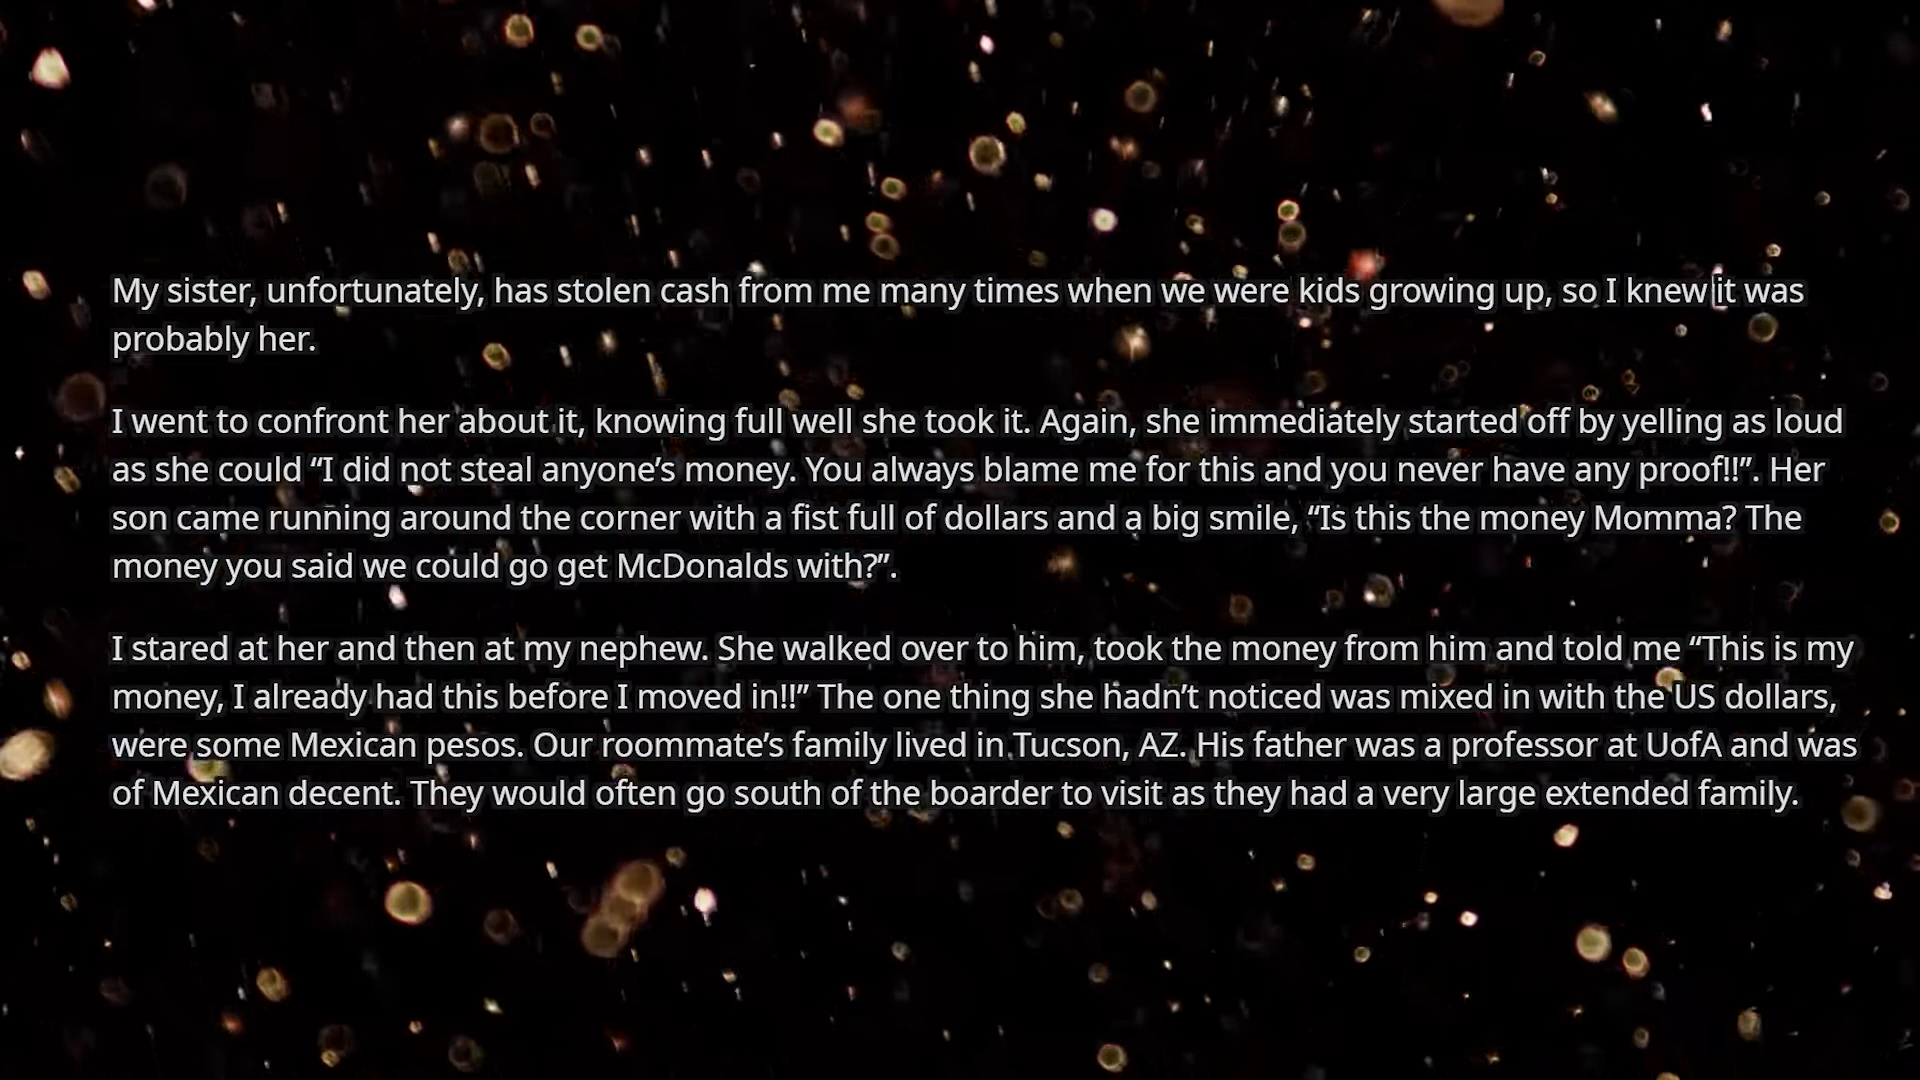 My sister, unfortunately, has stolen cash from me many times when we were kids growing up, so I knew it was
probably her.
I went to confront her about it, knowing full well she took it. Again, she immediately started off by yelling as loud
as she could “I did not steal anyone’s money. You always blame me for this and you never have any proof!!”. Her
son came running around the corner with a fist full of dollars and a big smile, “Is this the money Momma? The
money you said we could go get McDonalds with?”.
I stared at her and then at my nephew. She walked over to him, took the money from him and told me “This is my
money, I already had this before I moved in!!” The one thing she hadn’t noticed was mixed in with the US dollars,
were some Mexican pesos. Our roommate’s family lived in Tucson, AZ. His father was a professor at UofA and was
of Mexican decent. They would often go south of the boarder to visit as they had a very large extended family.